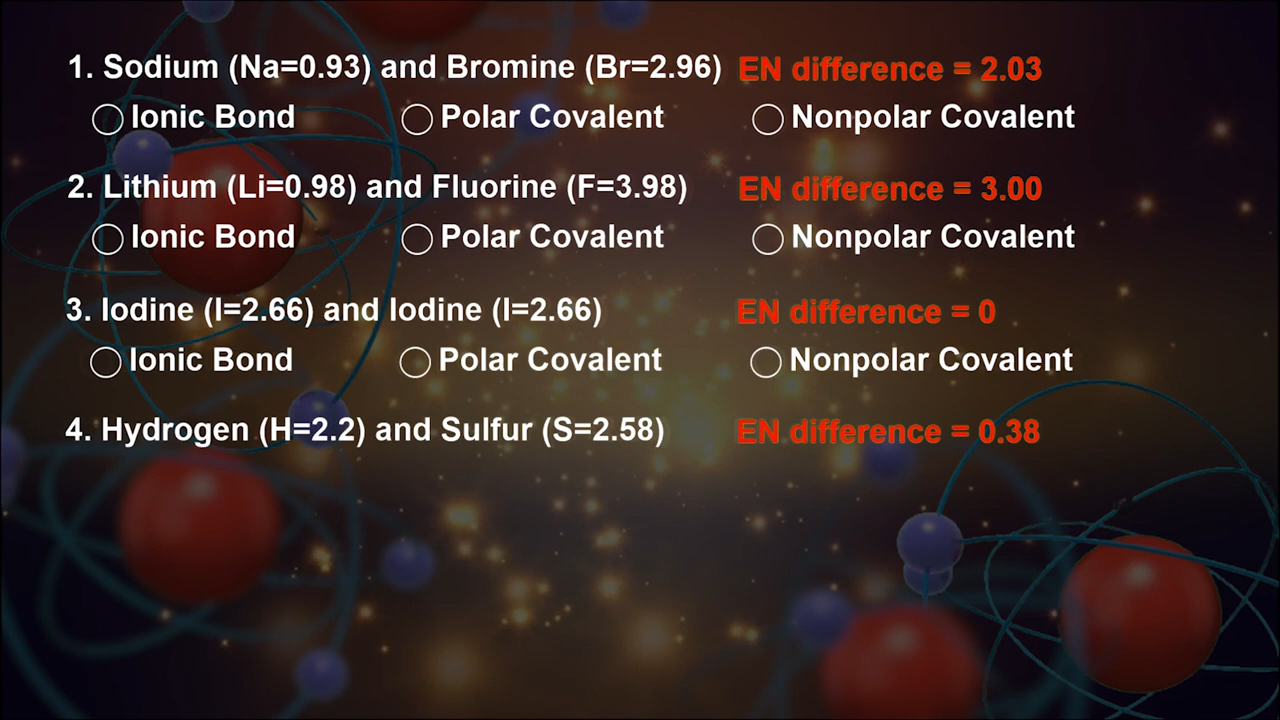 1. Sodium (Na=0.93) and Bromine (Br=2.96) EN difference = 2.03
Ionic Bond Polar Covalent Nonpolar Covalent
2. Lithium (Li=0.98) and Fluorine (F=3.98) EN difference = 3.00
Ionic Bond Polar Covalent Nonpolar Covalent
3. Iodine (I=2.66) and Iodine (I=2.66) EN difference = 0
Ionic Bond Polar Covalent Nonpolar Covalent
4. Hydrogen (H=2.2) and Sulfur (S=2.58) EN difference = 0.38